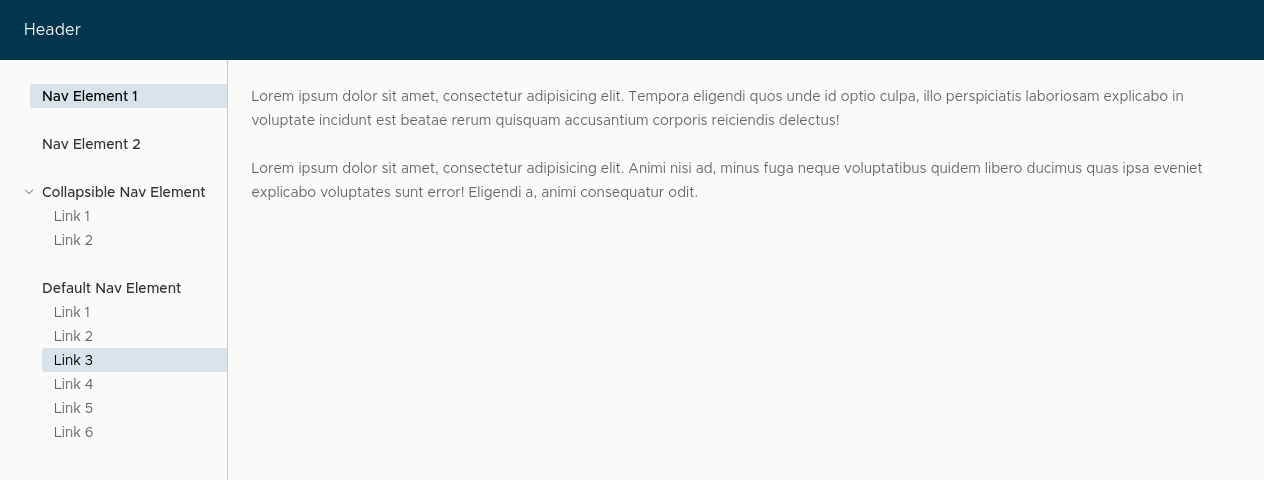 Header
Nav Element 1
Nav Element 2
Collapsible Nav Element
Link 1
Link 2
Default Nav Element
Link 1
Link 2
Link 3
Link 4
Link 5
Link 6
Lorem ipsum dolor sit amet, consectetur adipisicing elit. Tempora eligendi quos unde id optio culpa, illo perspiciatis laboriosam explicabo in
voluptate incidunt est beatae rerum quisquam accusantium corporis reiciendis delectus!
Lorem ipsum dolor sit amet, consectetur adipisicing elit. Animi nisi ad, minus fuga neque voluptatibus quidem libero ducimus quas ipsa eveniet
explicabo voluptates sunt error! Eligendi a, animi consequatur odit.